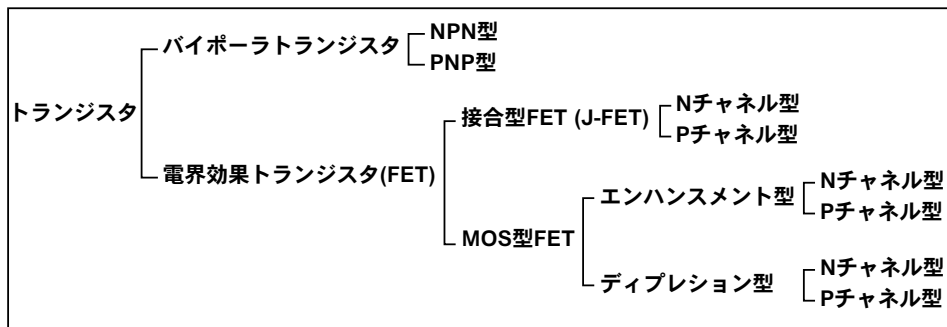 トランジスタ
バイポーラトランジスタ
NPN型
PNP型
電界効果トランジスタ(FET)
接合型FET (J-FET)
Nチャネル型
Pチャネル型
MOS型FET
エンハンスメント型
Nチャネル型
Pチャネル型
ディプレション型
Nチャネル型
Pチャネル型